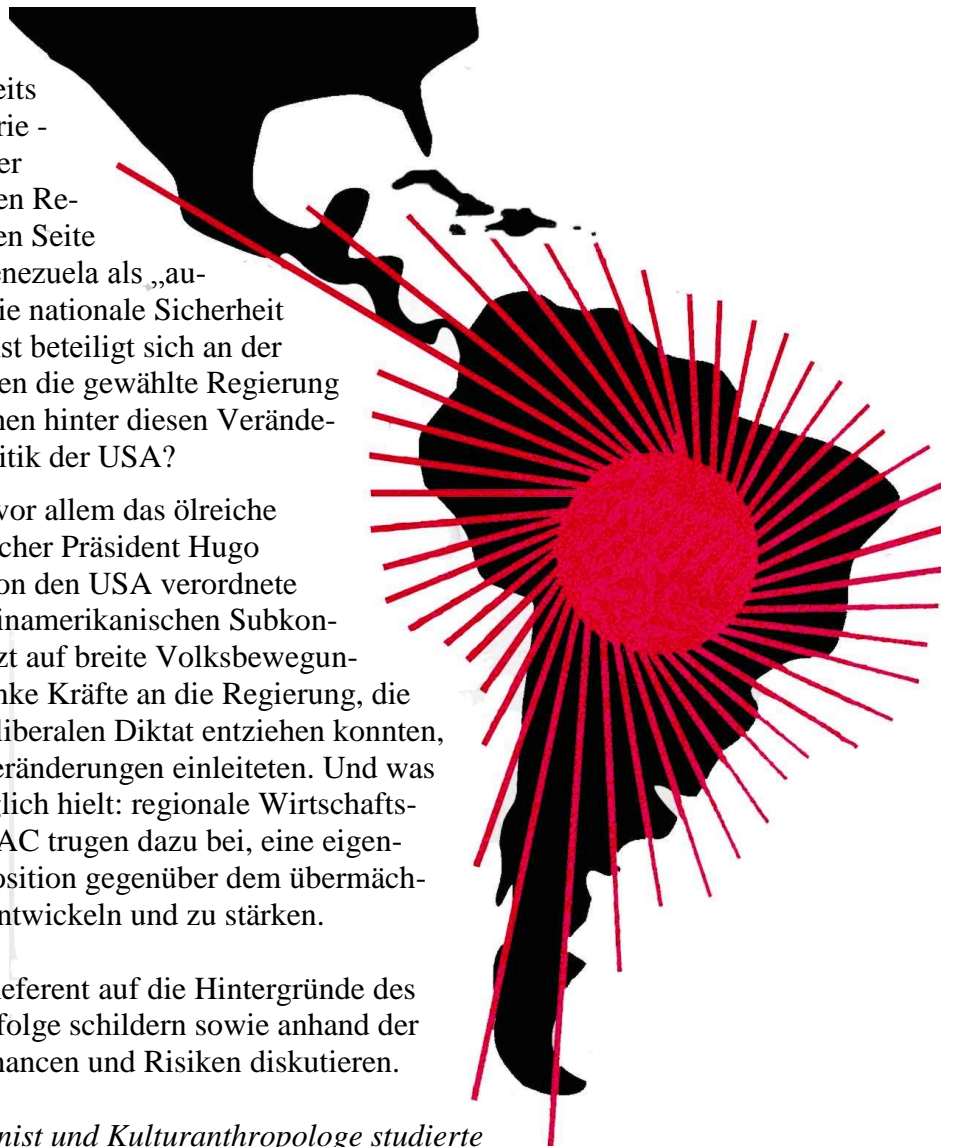 eits
rie -
er
en Re-
en Seite
enezuela als „au-
ie nationale Sicherheit
st beteiligt sich an der
en die gewählte Regierung
nen hinter diesen Verände-
itik der USA?
vor allem das ölreiche
cher Präsident Hugo
on den USA verordnete
inamerikanischen Subkon-
zt auf breite Volksbewegun-
nke Kräfte an die Regierung, die
liberalen Diktat entziehen konnten,
eränderungen einleiteten. Und was
glich hielt: regionale Wirtschafts-
AC trugen dazu bei, eine eigen-
osition gegenüber dem übermäch-
ntwickeln und zu stärken.
eferent auf die Hintergründe des
folge schildern sowie anhand der
hancen und Risiken diskutieren.
nist und Kulturanthropologe studierte